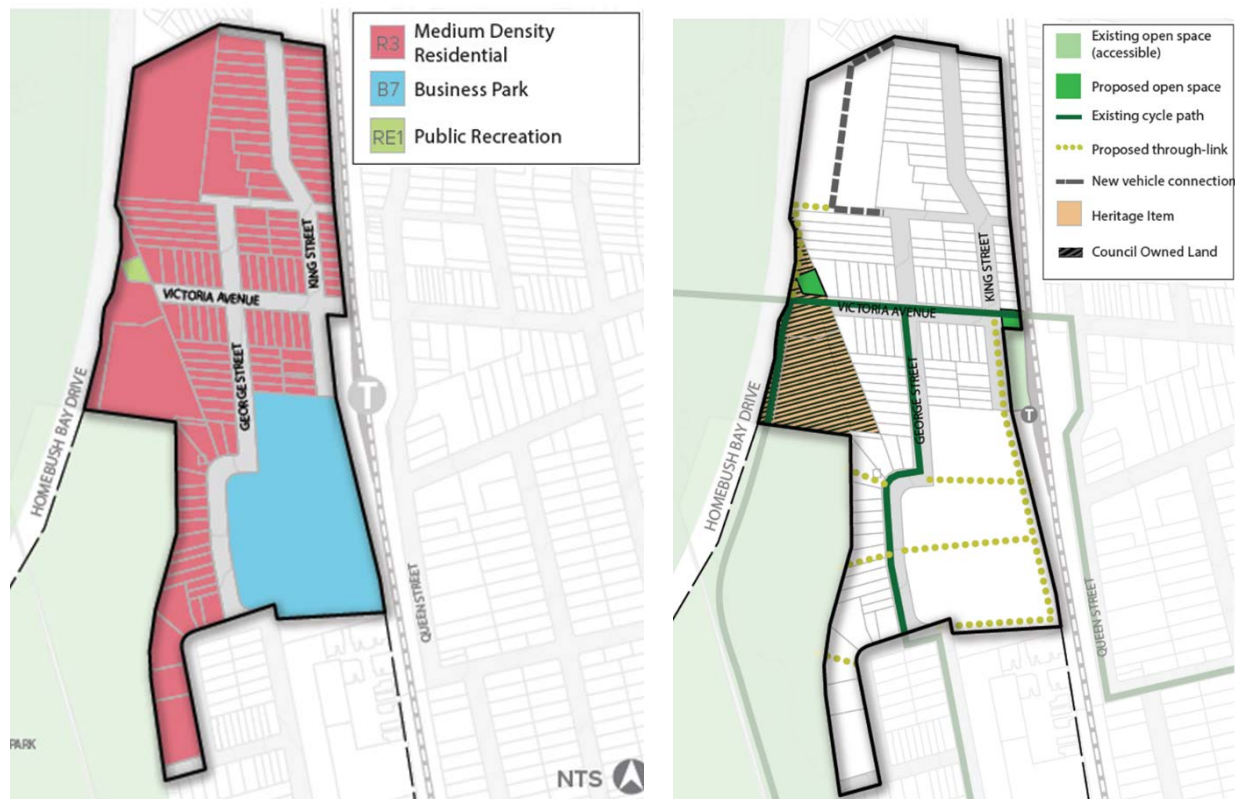 R3 Medium Density
Residential
B7 Business Park
RE1 Public Recreation
KING STREET
VICTORIA AVENUE
GEORGE STREET
T
HOMEBUSH BAY DRIVE
QUEEN STREET
PARK
NTS
Existing open space
(accessible)
Proposed open space
Existing cycle path
Proposed through-link
New vehicle connection
Heritage Item
Council Owned Land
KING STREET
VICTORIA AVENUE
GEORGE STREET
T
HOMEBUSH BAY DRIVE
QUEEN STREET